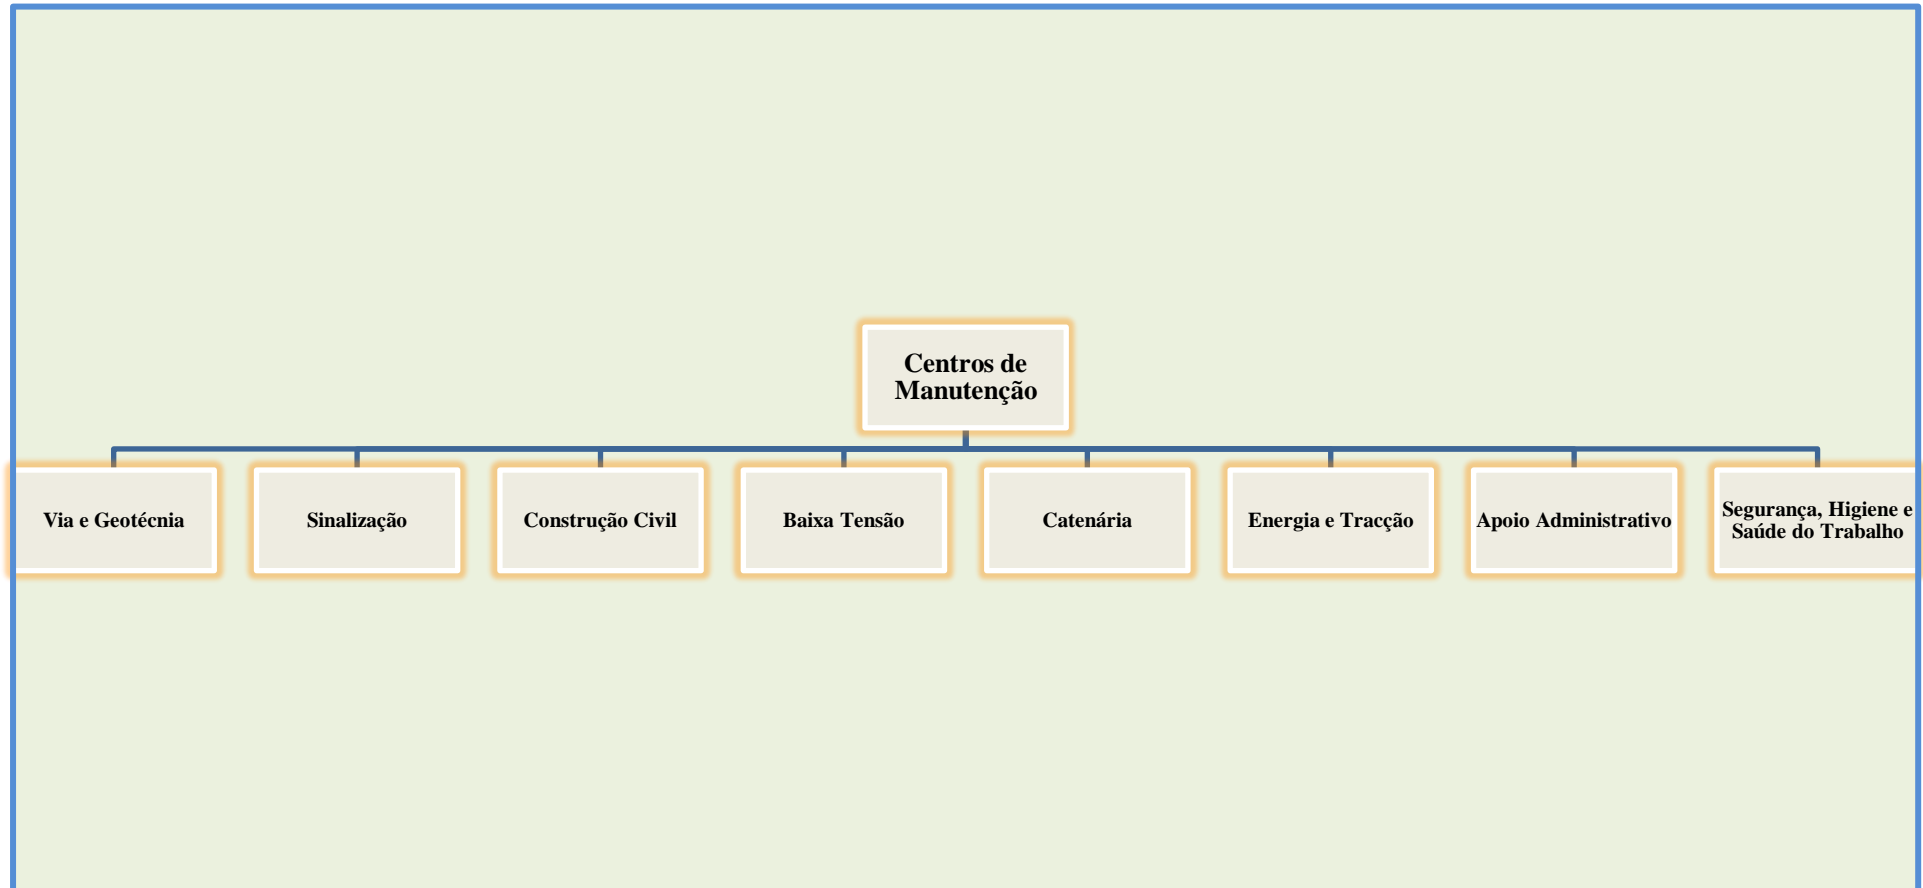 Centros de
Manutenção
Via e Geotécnia
Sinalização
Construção Civil
Baixa Tensão
Catenária
Energia e Tracção
Apoio Administrativo
Segurança, Higiene e
Saúde do Trabalho